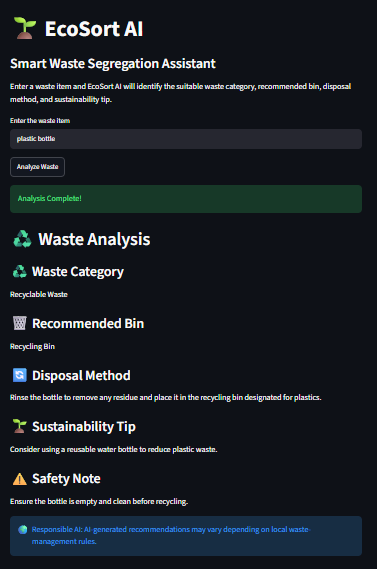 EcoSort AI
Smart Waste Segregation Assistant
Enter a waste item and EcoSort AI will identify the suitable waste category, recommended bin, disposal
method, and sustainability tip.
Enter the waste item
plastic bottle
Analyze Waste
Analysis Complete!
Waste Analysis
Waste Category
Recyclable Waste
Recommended Bin
Recycling Bin
Disposal Method
Rinse the bottle to remove any residue and place it in the recycling bin designated for plastics.
Sustainability Tip
Consider using a reusable water bottle to reduce plastic waste.
Safety Note
Ensure the bottle is empty and clean before recycling.
Responsible AI: AI-generated recommendations may vary depending on local waste-
management rules.